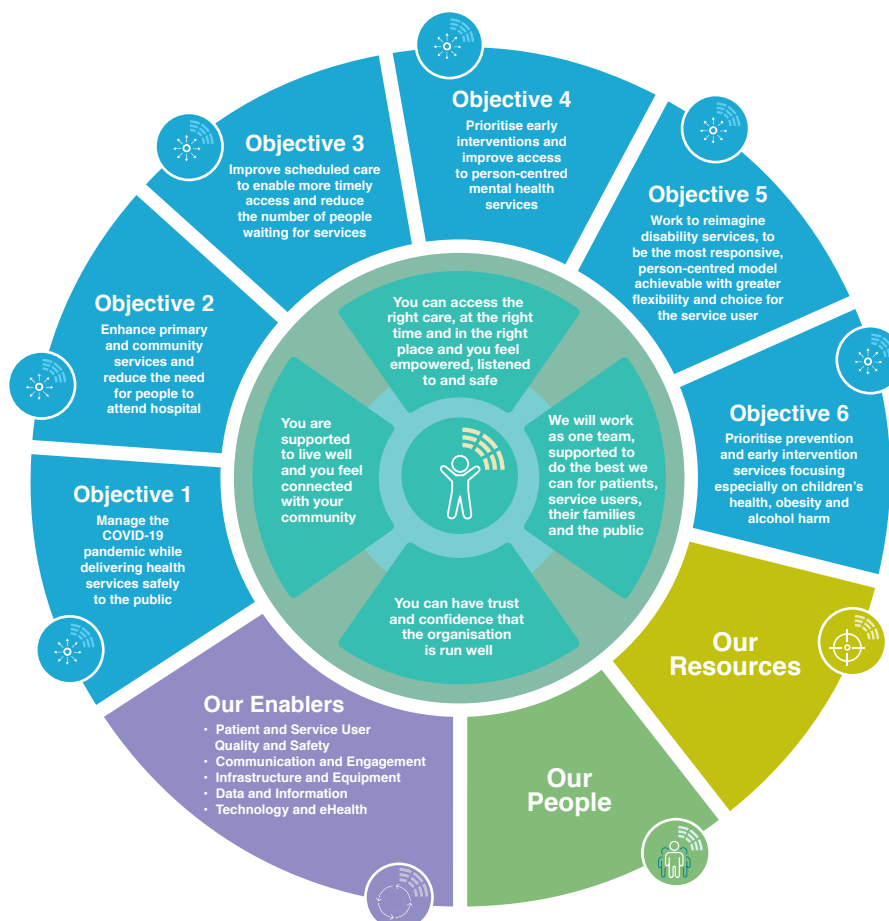 Objective 1
Manage the
COVID-19
pandemic while
delivering health
services safely
to the public
Objective 2
Enhance primary
and community
services and
reduce the need
for people to
attend hospital
Objective 3
Improve scheduled care
to enable more timely
access and reduce
the number of people
waiting for services
Objective 4
Prioritise early
interventions and
improve access
to person-centred
mental health
services
Objective 5
Work to reimagine
disability services, to
be the most responsive,
person-centred model
achievable with greater
flexibility and choice for
the service user
Objective 6
Prioritise prevention
and early intervention
services focusing
especially on children’s
health, obesity and
alcohol harm
Our
Resources
Our
People
Our Enablers
• Patient and Service User
Quality and Safety
• Communication and Engagement
• Infrastructure and Equipment
• Data and Information
• Technology and eHealth
You can access the
right care, at the right
time and in the right
place and you feel
empowered, listened
to and safe
We will work
as one team,
supported to
do the best we
can for patients,
service users,
their families
and the public
You can have trust
and confidence that
the organisation
is run well
You are
supported
to live well
and you feel
connected
with your
community